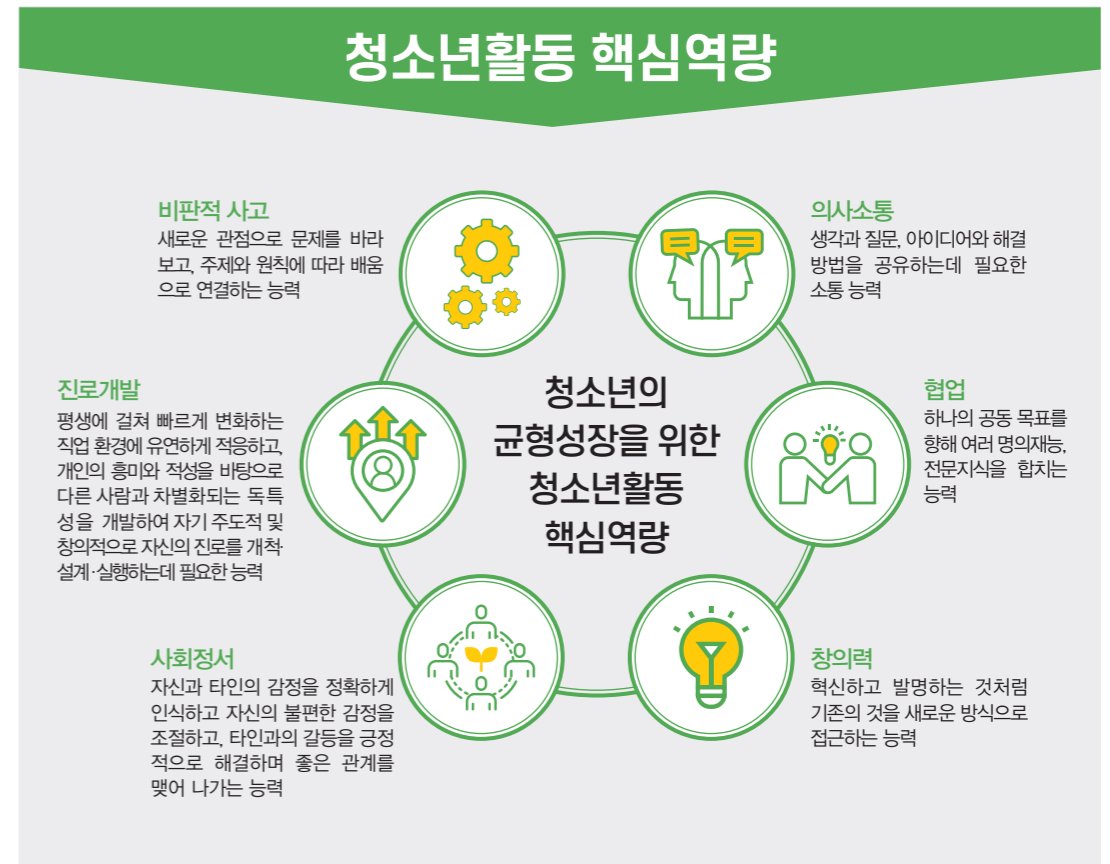 청소년활동 핵심역량
비판적 사고
새로운 관점으로 문제를 바라
보고, 주제와 원칙에 따라 배움
으로 연결하는 능력
의사소통
생각과 질문, 아이디어와 해결
방법을 공유하는데 필요한
소통 능력
진로개발
평생에 걸쳐 빠르게 변화하는
직업 환경에 유연하게 적응하고,
개인의 흥미와 적성을 바탕으로
다른 사람과 차별화되는 독특
성을 개발하여 자기 주도적 및
창의적으로 자신의 진로를 개척·
설계·실행하는데 필요한 능력
청소년의
균형성장을 위한
청소년활동
핵심역량
협업
하나의 공동 목표를
향해 여러 명의재능,
전문지식을 합치는
능력
사회정서
자신과 타인의 감정을 정확하게
인식하고 자신의 불편한 감정을
조절하고, 타인과의 갈등을 긍정
적으로 해결하며 좋은 관계를
맺어 나가는 능력
창의력
혁신하고 발명하는 것처럼
기존의 것을 새로운 방식으로
접근하는 능력